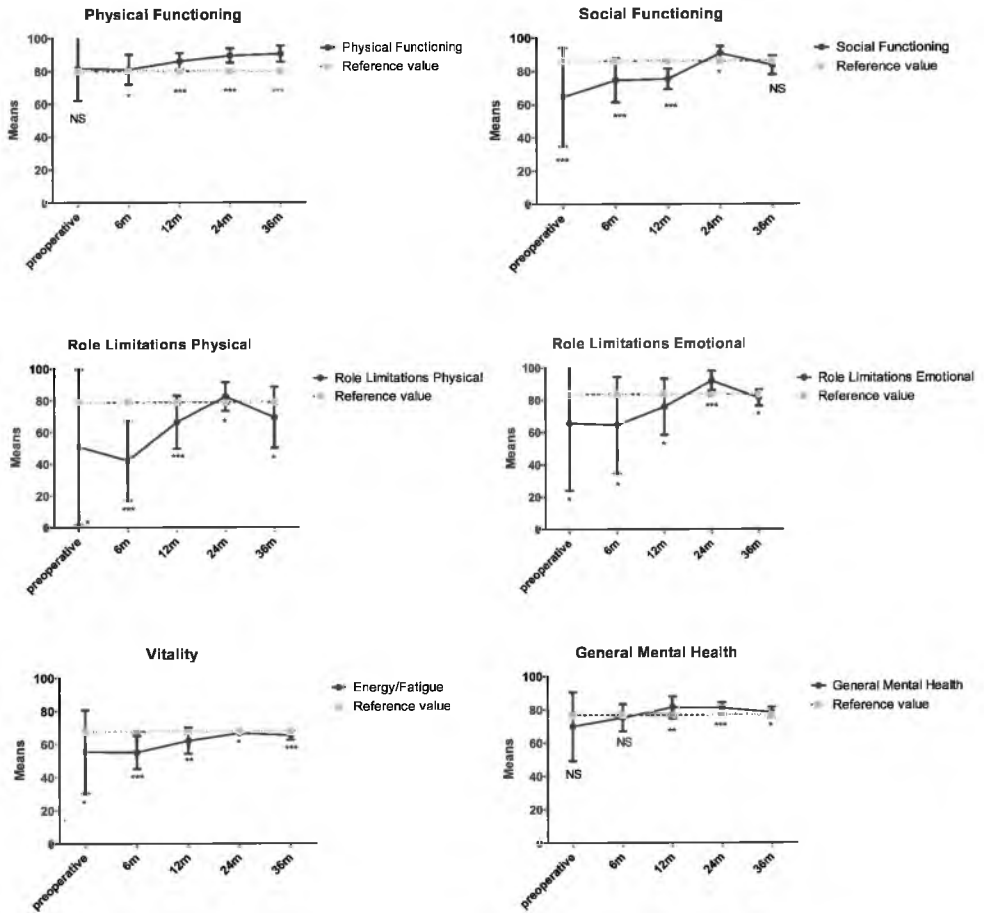 Physical Functioning
100
80
60
40
20
0
Means
NS
*
***
***
***
preoperative
6m
12m
24m
36m
Physical Functioning
Reference value
Social Functioning
100
80
60
40
20
0
Means
***
***
***
*
NS
preoperative
6m
12m
24m
36m
Social Functioning
Reference value
Role Limitations Physical
100
80
60
40
20
0
Means
*
***
***
*
*
preoperative
6m
12m
24m
36m
Role Limitations Physical
Reference value
Role Limitations Emotional
100
80
60
40
20
0
Means
*
*
*
***
*
preoperative
6m
12m
24m
36m
Role Limitations Emotional
Reference value
Vitality
100
80
60
40
20
0
Means
*
***
**
*
***
preoperative
6m
12m
24m
36m
Energy/Fatigue
Reference value
General Mental Health
100
80
60
40
20
0
Means
NS
NS
**
***
*
preoperative
6m
12m
24m
36m
General Mental Health
Reference value